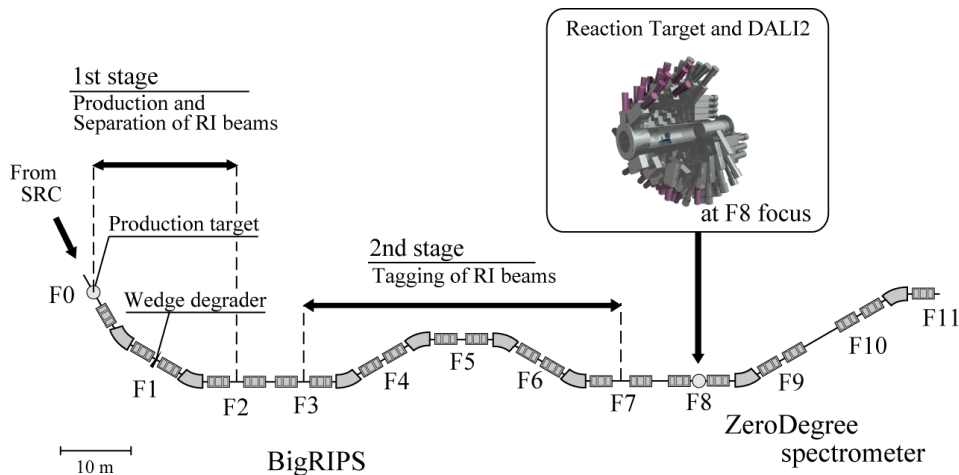 Reaction Target and DALI2
at F8 focus
1st stage
Production and
Separation of RI beams
From
SRC
Production target
2nd stage
Tagging of RI beams
F0
Wedge degrader
F1
F2
F3
F4
F5
F6
F7
F8
F9
F10
F11
10 m
BigRIPS
ZeroDegree
spectrometer